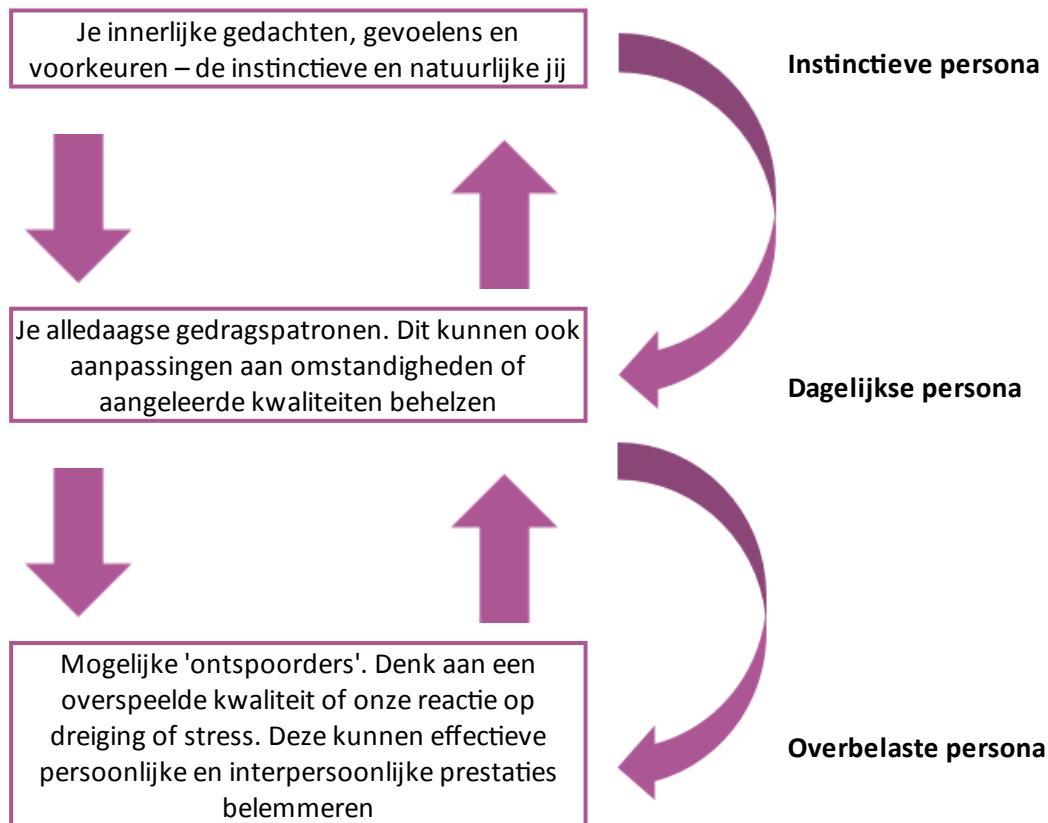 Je innerlijke gedachten, gevoelens en
voorkeuren – de instinctieve en natuurlijke jij
Instinctieve persona
Je alledaagse gedragspatronen. Dit kunnen ook
aanpassingen aan omstandigheden of
aangeleerde kwaliteiten behelzen
Dagelijkse persona
Mogelijke 'ontspoorders'. Denk aan een
overspeelde kwaliteit of onze reactie op
dreiging of stress. Deze kunnen effectieve
persoonlijke en interpersoonlijke prestaties
belemmeren
Overbelaste persona